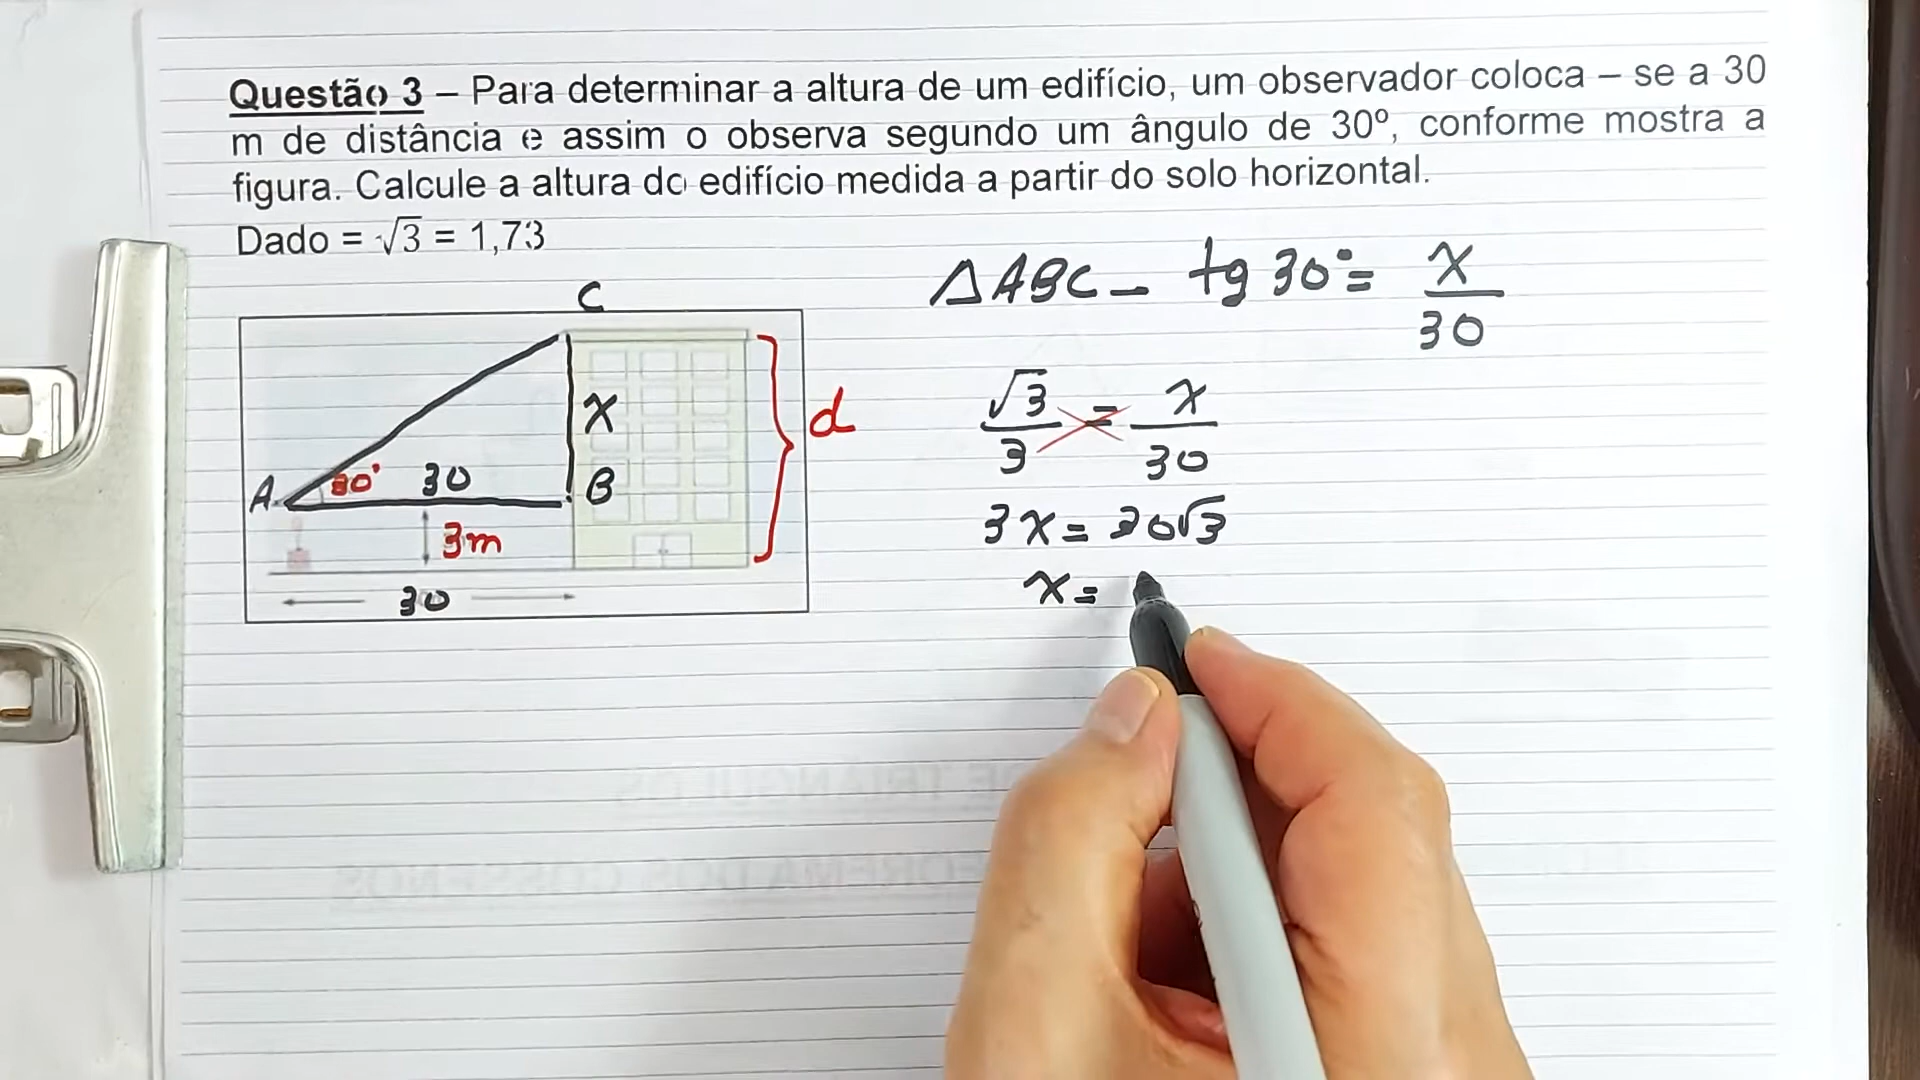 Questão 3 – Para determinar a altura de um edifício, um observador coloca – se a 30
m de distância e assim o observa segundo um ângulo de 30º, conforme mostra a
figura. Calcule a altura do edifício medida a partir do solo horizontal.
Dado = √3 = 1,73
ΔABC – tg 30° = x/30
C
√3/3 = x/30
x
d
A
30°
30
B
3m
3x = 30√3
x =
30